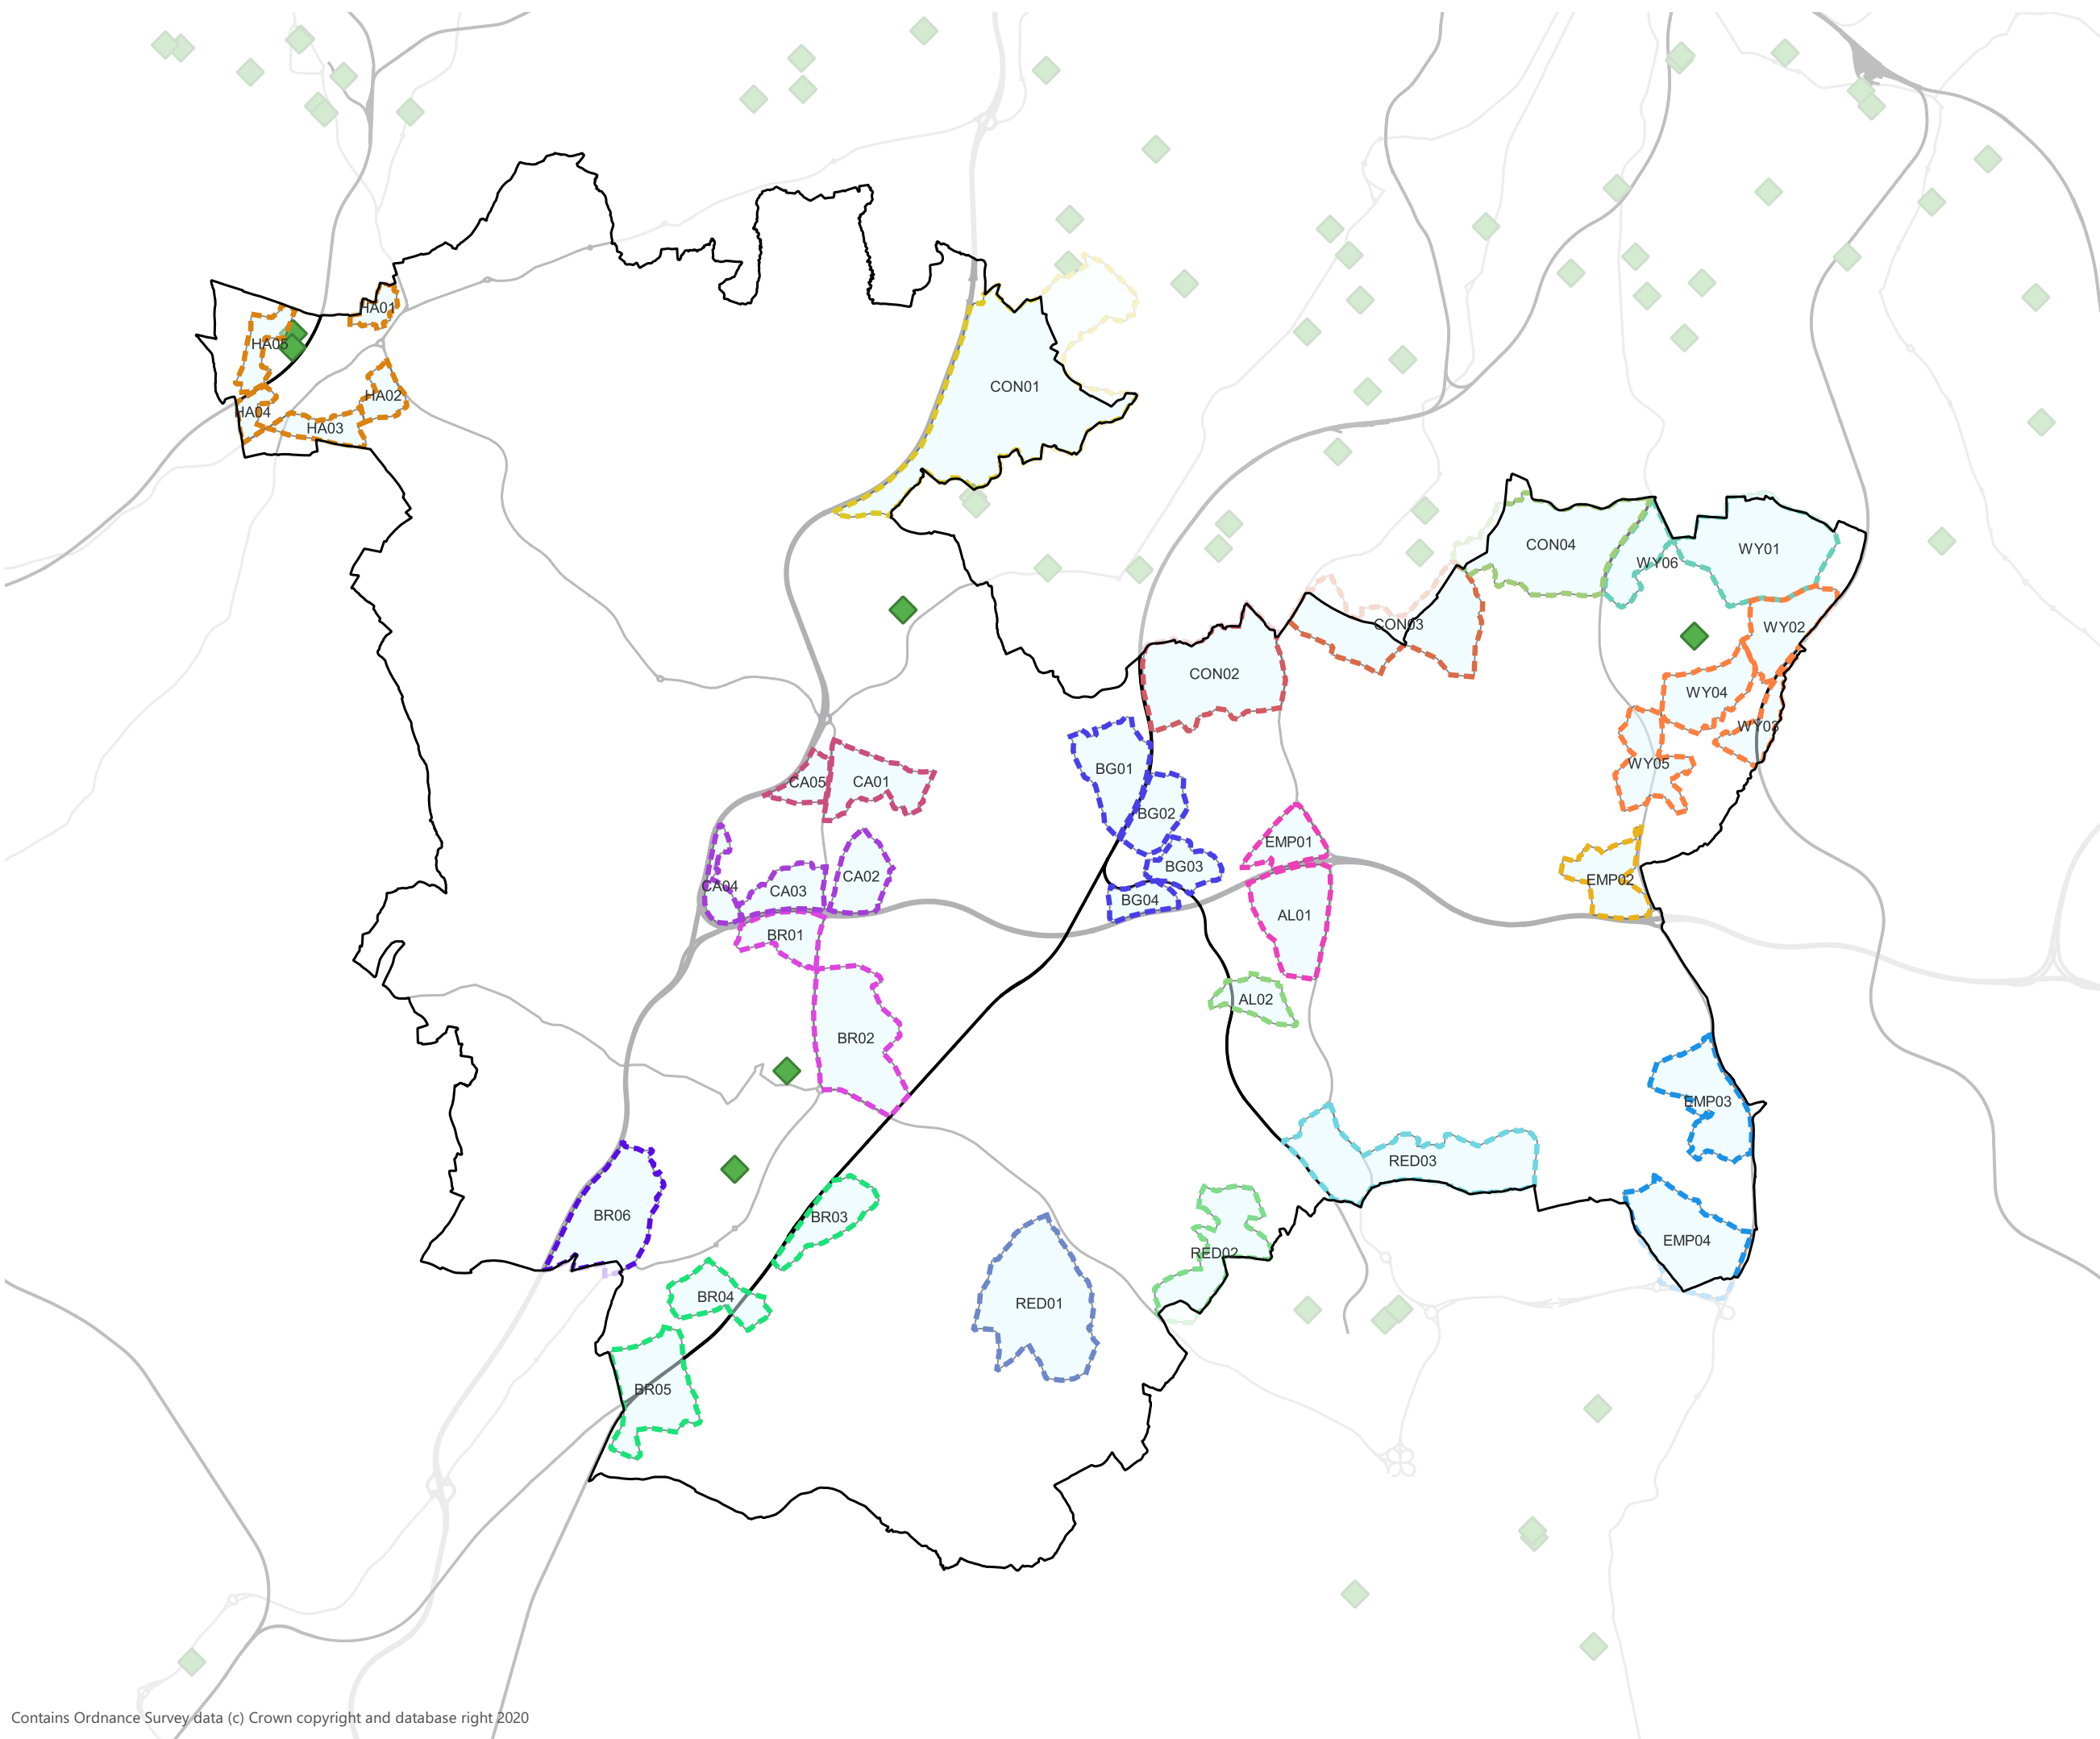 HA01
HA05
CON01
HA02
HA04
HA03
CON04
WY01
WY06
CON03
WY02
CON02
WY04
WY03
BG01
WY05
CA05
CA01
BG02
EMP01
BG03
CA02
EMP02
CA04
CA03
BG04
AL01
BR01
AL02
BR02
EMP03
RED03
BR06
BR03
EMP04
RED02
BR04
RED01
BR05
Contains Ordnance Survey data (c) Crown copyright and database right 2020